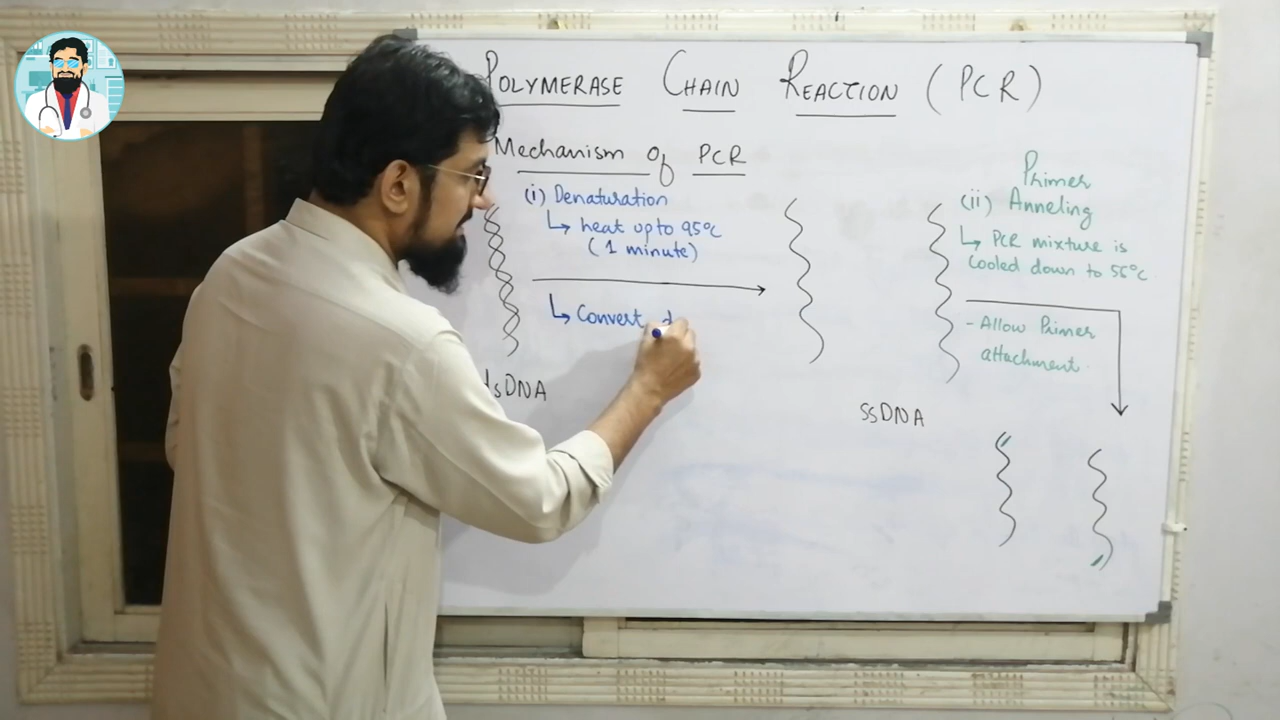 POLYMERASE CHAIN REACTION (PCR)
Mechanism of PCR
(i) Denaturation
↳ heat upto 95°C
(1 minute)
↳ Convert d
dsDNA
ssDNA
Primer
(ii) Anneling
↳ PCR mixture is
cooled down to 56°C
- Allow Primer
attachment.